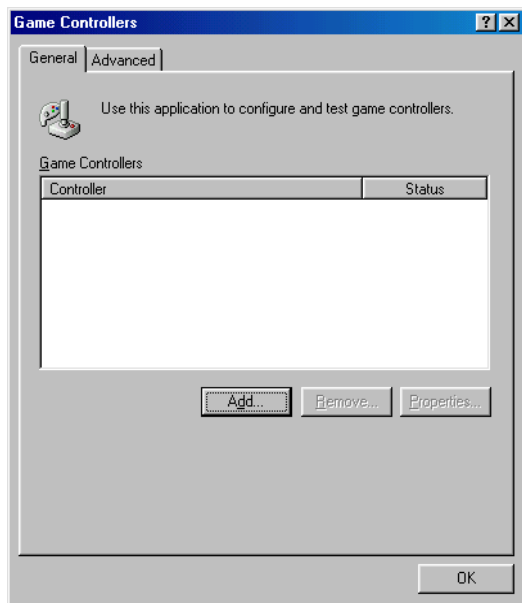 Game Controllers
General Advanced
Use this application to configure and test game controllers.
Game Controllers
Controller Status
Add... Remove... Properties...
OK